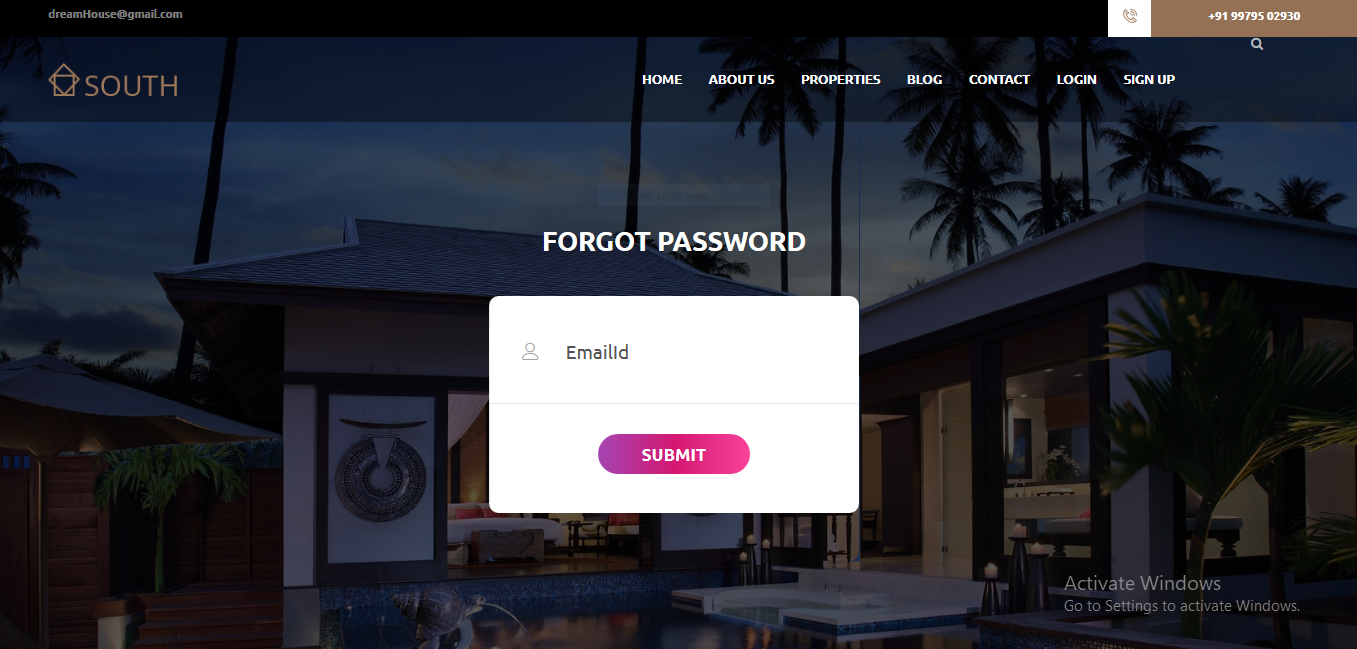 dreamHouse@gmail.com
+91 99795 02930
SOUTH
HOME ABOUT US PROPERTIES BLOG CONTACT LOGIN SIGN UP
FORGOT PASSWORD
EmailId
SUBMIT
Activate Windows
Go to Settings to activate Windows.